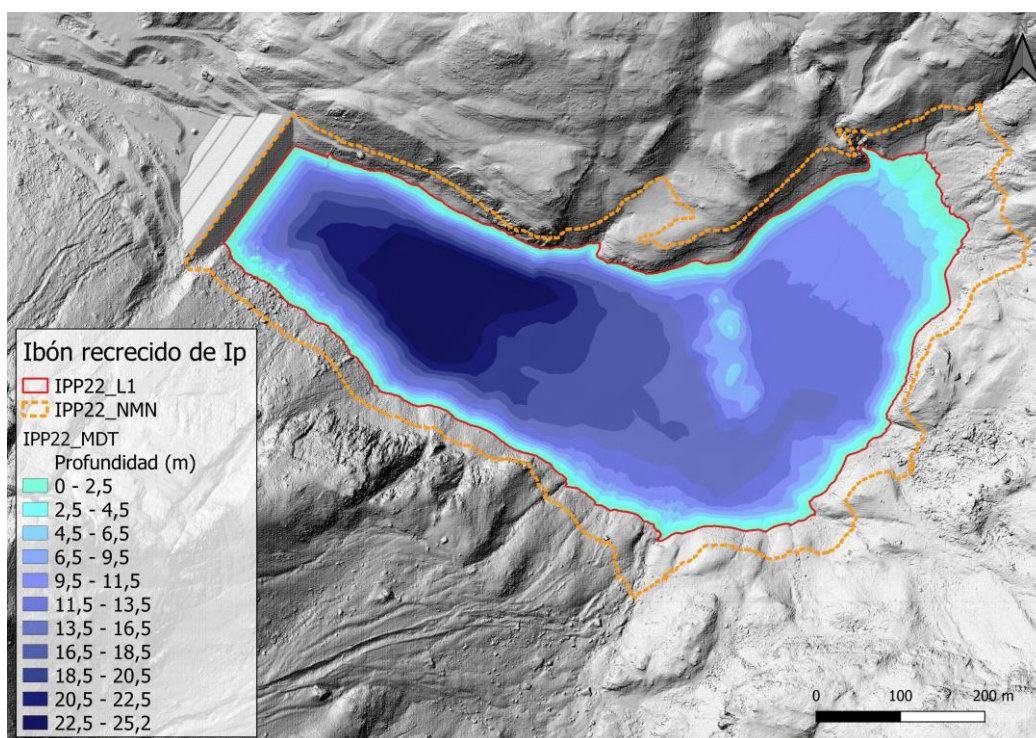 Ibón recrecido de Ip
IPP22_L1
IPP22_NMN
IPP22_MDT
Profundidad (m)
0 - 2,5
2,5 - 4,5
4,5 - 6,5
6,5 - 9,5
9,5 - 11,5
11,5 - 13,5
13,5 - 16,5
16,5 - 18,5
18,5 - 20,5
20,5 - 22,5
22,5 - 25,2
0 100 200 m